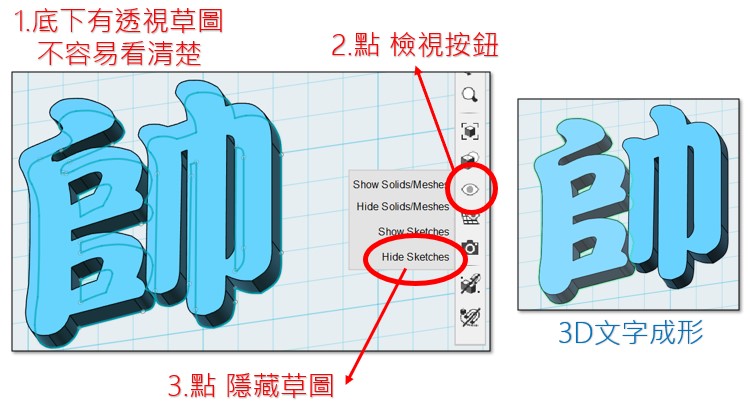 1.底下有透視草圖
不容易看清楚
2.點 檢視按鈕
帥
Show Solids/Meshes
Hide Solids/Meshes
Show Sketches
Hide Sketches
帥
3D文字成形
3.點 隱藏草圖